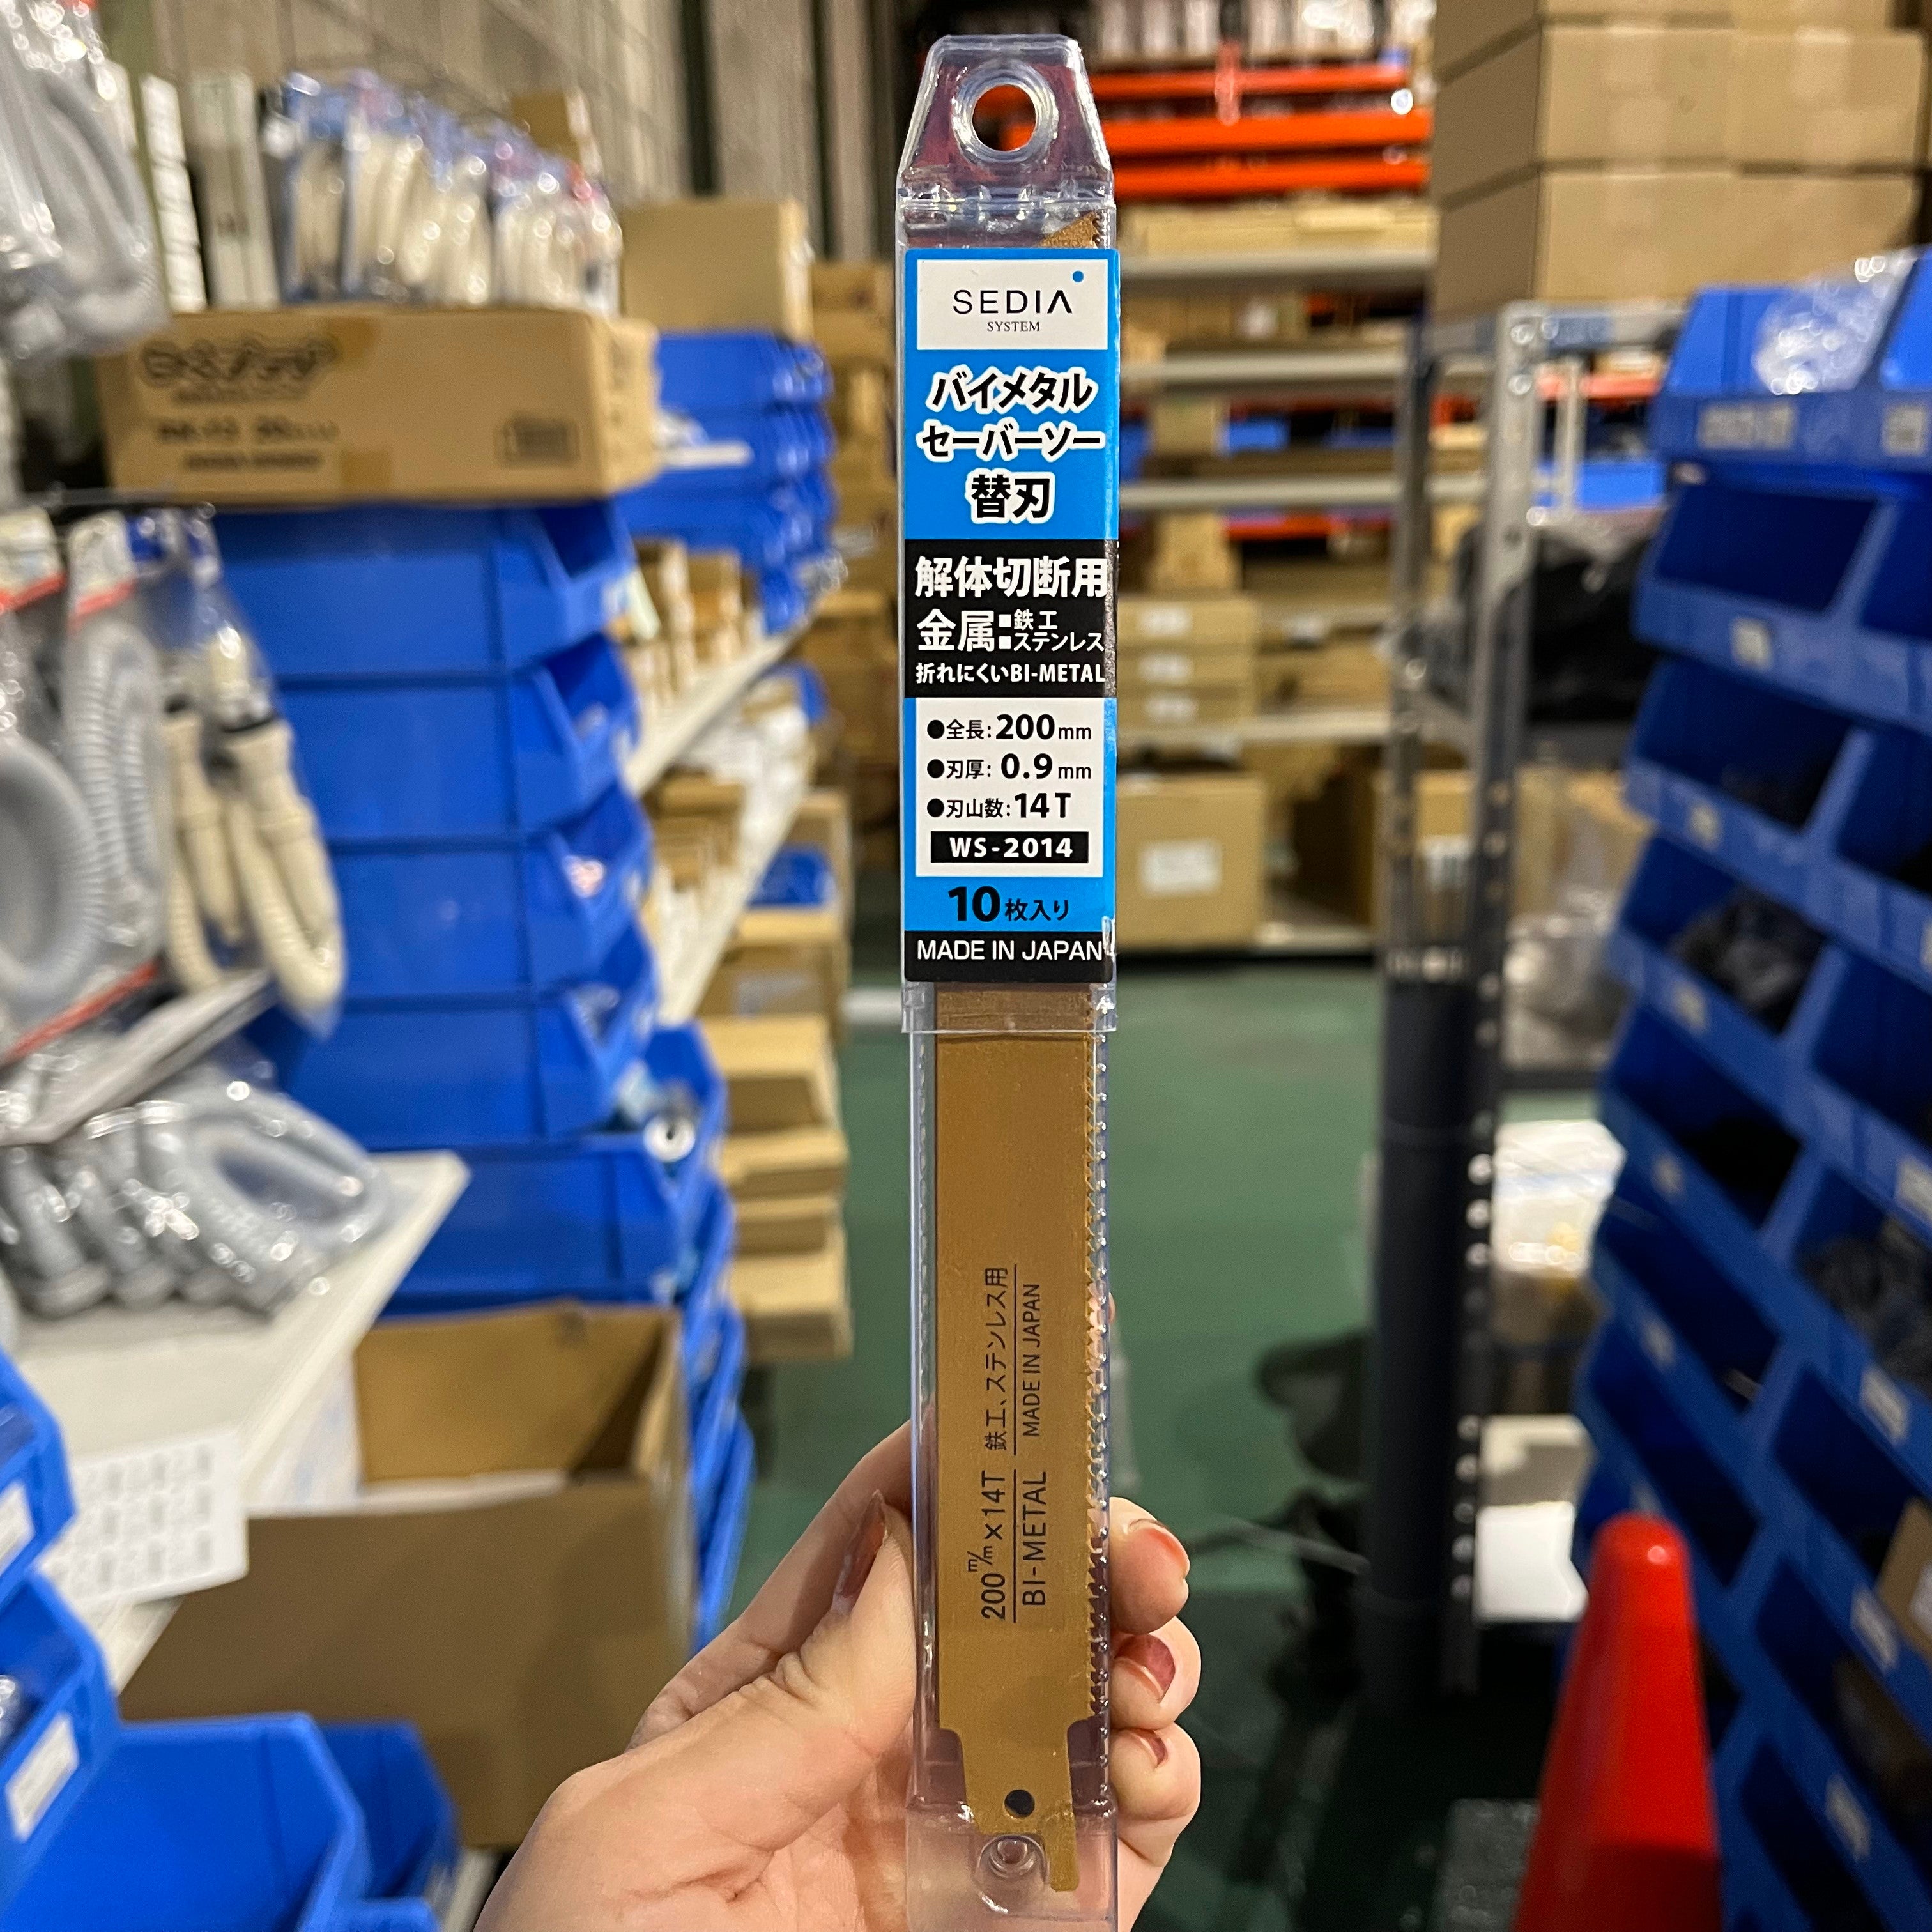 SEDIA
SYSTEM
バイメタル
セーバーソー
替刃
解体切断用
金属:鉄工
ステンレス
折れにくいBI-METAL
●全長:200mm
●刃厚:0.9mm
●刃山数:14T
WS-2014
10枚入り
MADE IN JAPAN
200m/m×14T 鉄工、ステンレス用
BI-METAL MADE IN JAPAN